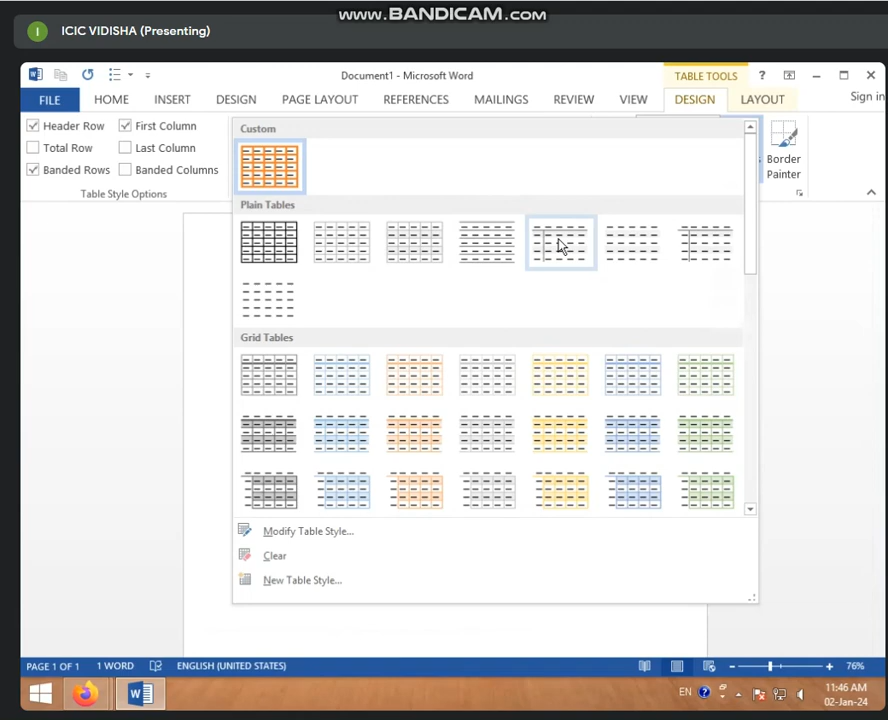 www.BANDICAM.com
I ICIC VIDISHA (Presenting)
Document1 - Microsoft Word TABLE TOOLS ?
FILE HOME INSERT DESIGN PAGE LAYOUT REFERENCES MAILINGS REVIEW VIEW DESIGN LAYOUT Sign in
Header Row First Column
Total Row Last Column
Banded Rows Banded Columns
Table Style Options
Border
Painter
Custom
Plain Tables
Grid Tables
Modify Table Style...
Clear
New Table Style...
PAGE 1 OF 1 1 WORD ENGLISH (UNITED STATES) 76%
EN 11:46 AM
02-Jan-24